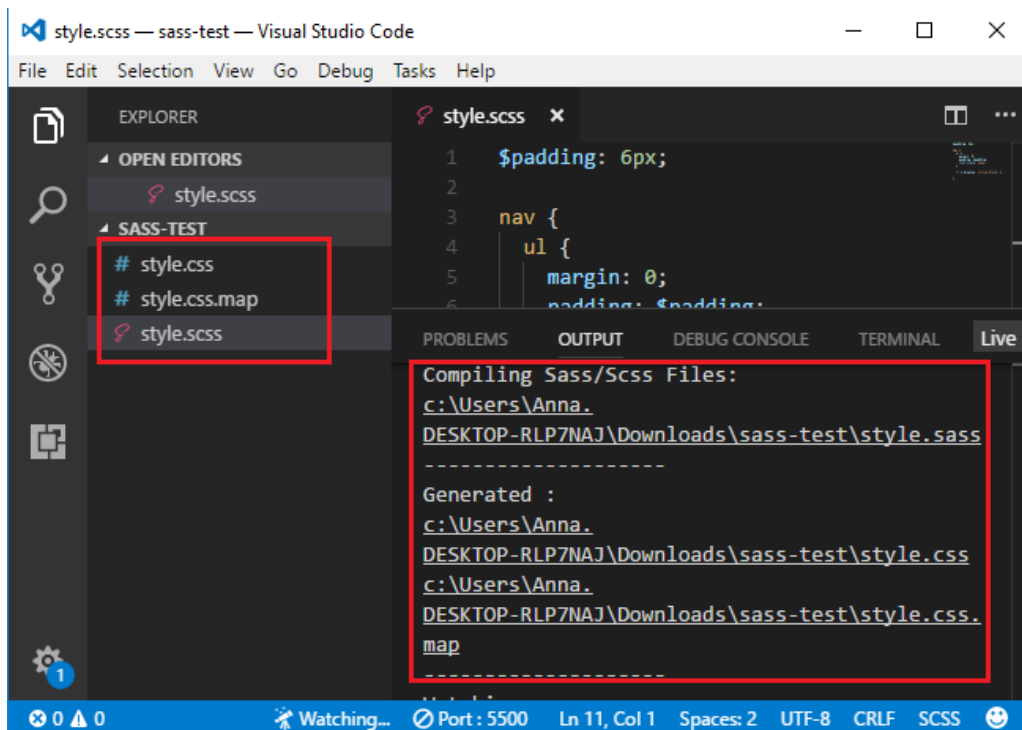 style.scss — sass-test — Visual Studio Code
File Edit Selection View Go Debug Tasks Help
EXPLORER
OPEN EDITORS
style.scss
SASS-TEST
# style.css
# style.css.map
style.scss
style.scss
1 $padding: 6px;
2
3 nav {
4 ul {
5 margin: 0;
6 padding: $padding;
PROBLEMS OUTPUT DEBUG CONSOLE TERMINAL Live
Compiling Sass/Scss Files:
c:\Users\Anna.
DESKTOP-RLP7NAJ\Downloads\sass-test\style.sass
--------------------
Generated :
c:\Users\Anna.
DESKTOP-RLP7NAJ\Downloads\sass-test\style.css
c:\Users\Anna.
DESKTOP-RLP7NAJ\Downloads\sass-test\style.css.
map
--------------------
1
0 0 Watching... Port : 5500 Ln 11, Col 1 Spaces: 2 UTF-8 CRLF SCSS